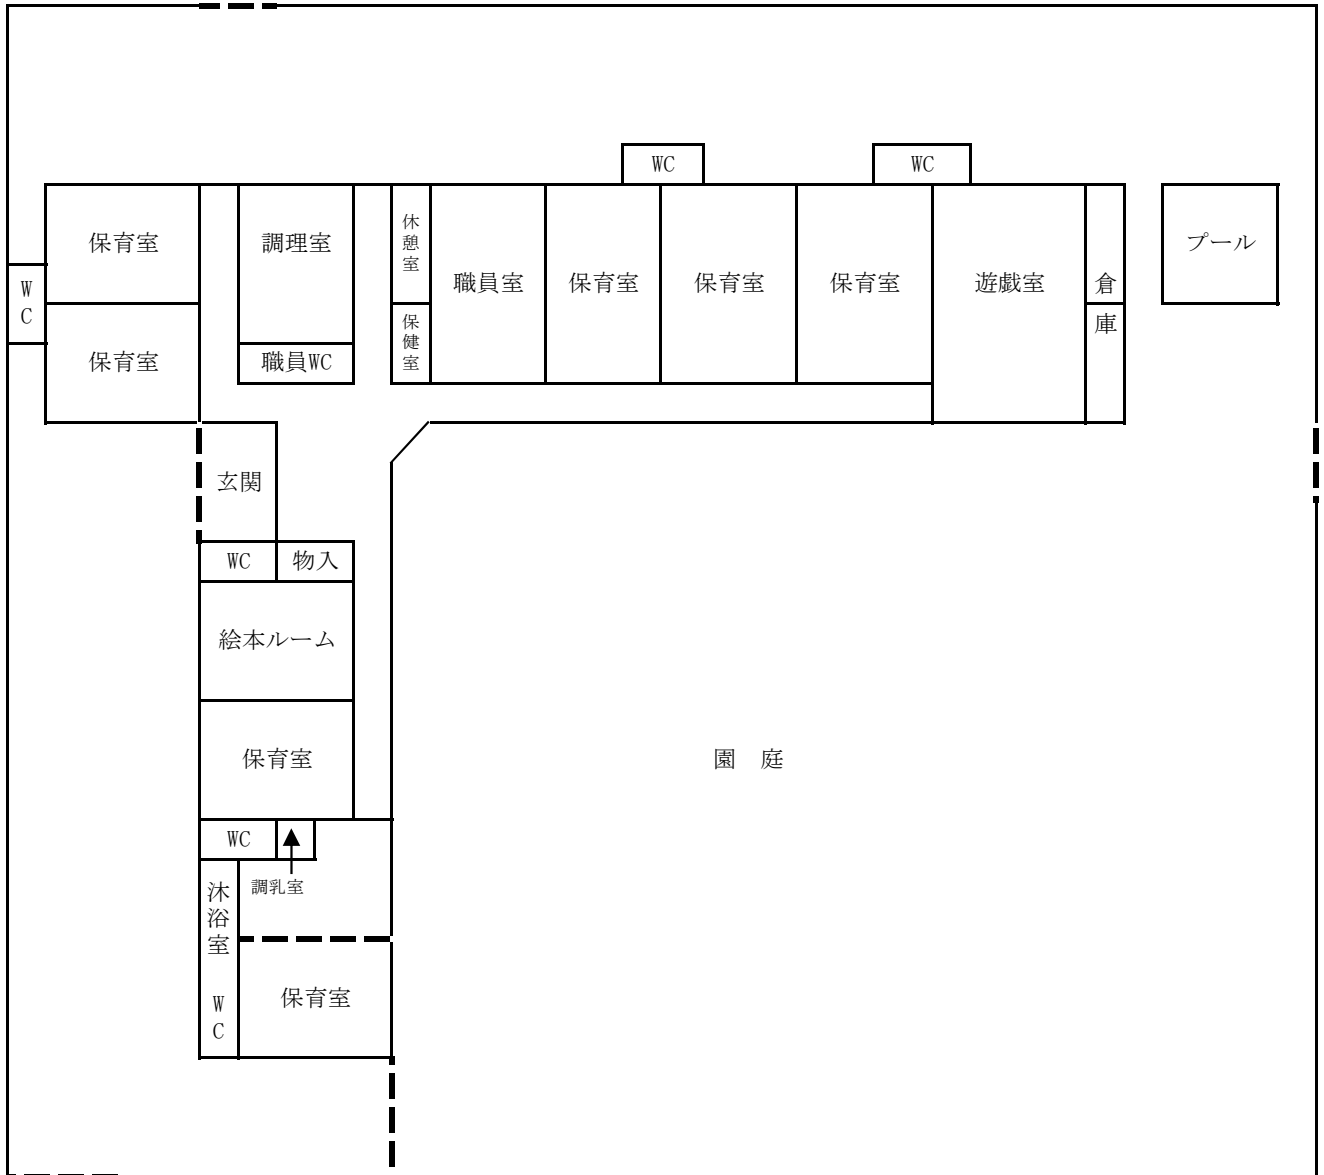 WC
WC
保育室
調理室
休憩室
職員室
保育室
保育室
保育室
遊戯室
倉庫
プール
WC
保育室
職員WC
保健室
玄関
WC
物入
絵本ルーム
保育室
園　庭
WC
調乳室
沐浴室
WC
保育室